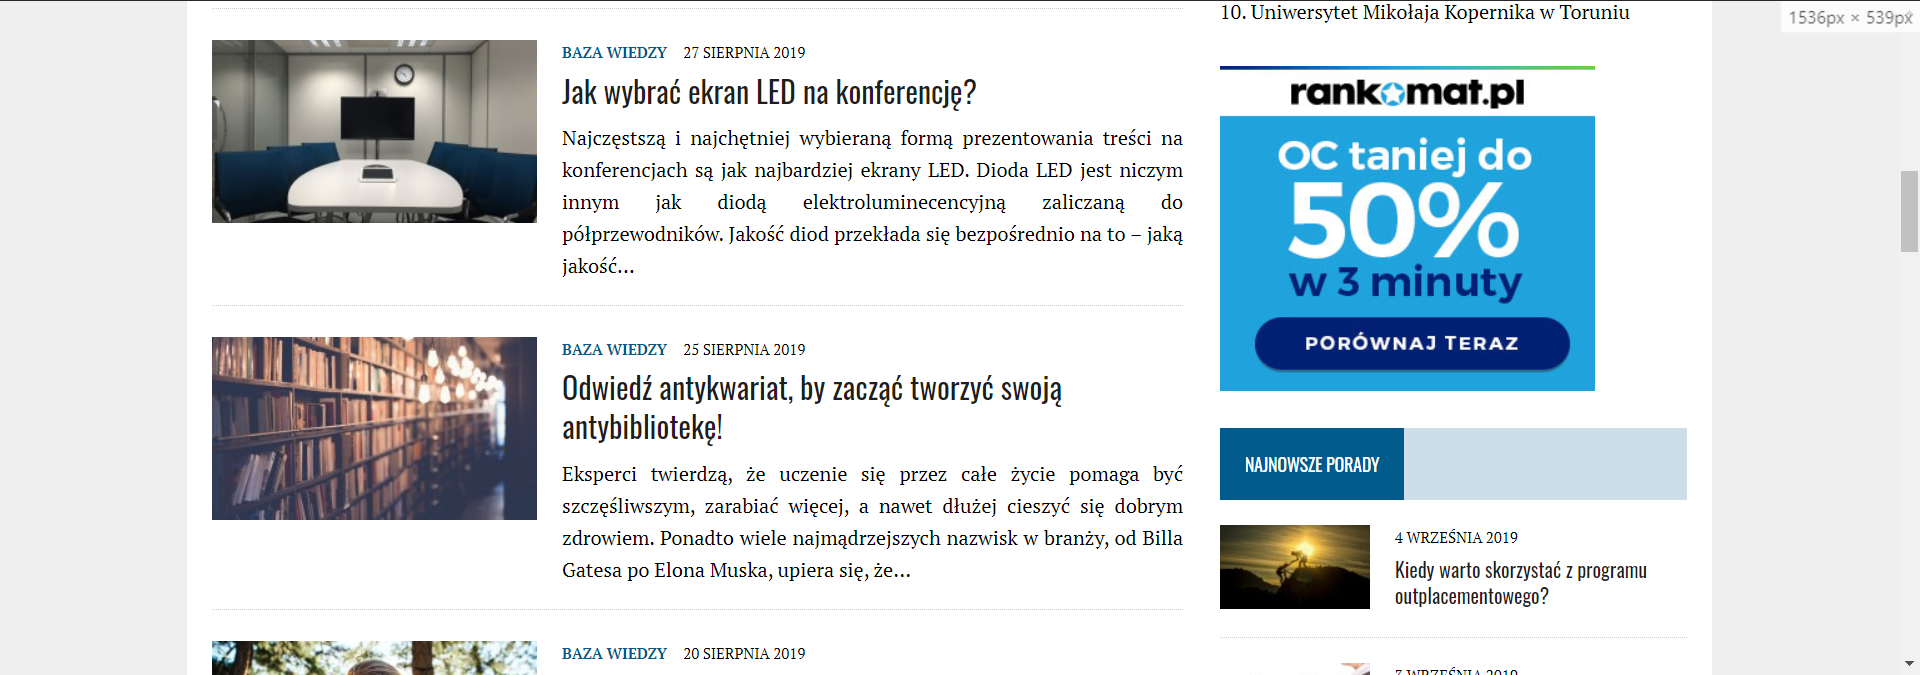 BAZA WIEDZY 27 SIERPNIA 2019
Jak wybrać ekran LED na konferencję?
Najczęstszą i najchętniej wybieraną formą prezentowania treści na
konferencjach są jak najbardziej ekrany LED. Dioda LED jest niczym
innym jak diodą elektroluminecencyjną zaliczaną do
półprzewodników. Jakość diod przekłada się bezpośrednio na to – jaką
jakość...
BAZA WIEDZY 25 SIERPNIA 2019
Odwiedź antykwariat, by zacząć tworzyć swoją
antybibliotekę!
Eksperci twierdzą, że uczenie się przez całe życie pomaga być
szczęśliwszym, zarabiać więcej, a nawet dłużej cieszyć się dobrym
zdrowiem. Ponadto wiele najmądrzejszych nazwisk w branży, od Billa
Gatesa po Elona Muska, upiera się, że...
BAZA WIEDZY 20 SIERPNIA 2019
10. Uniwersytet Mikołaja Kopernika w Toruniu
1536px × 539px
rankomat.pl
OC taniej do
50%
w 3 minuty
PORÓWNAJ TERAZ
NAJNOWSZE PORADY
4 WRZEŚNIA 2019
Kiedy warto skorzystać z programu
outplacementowego?